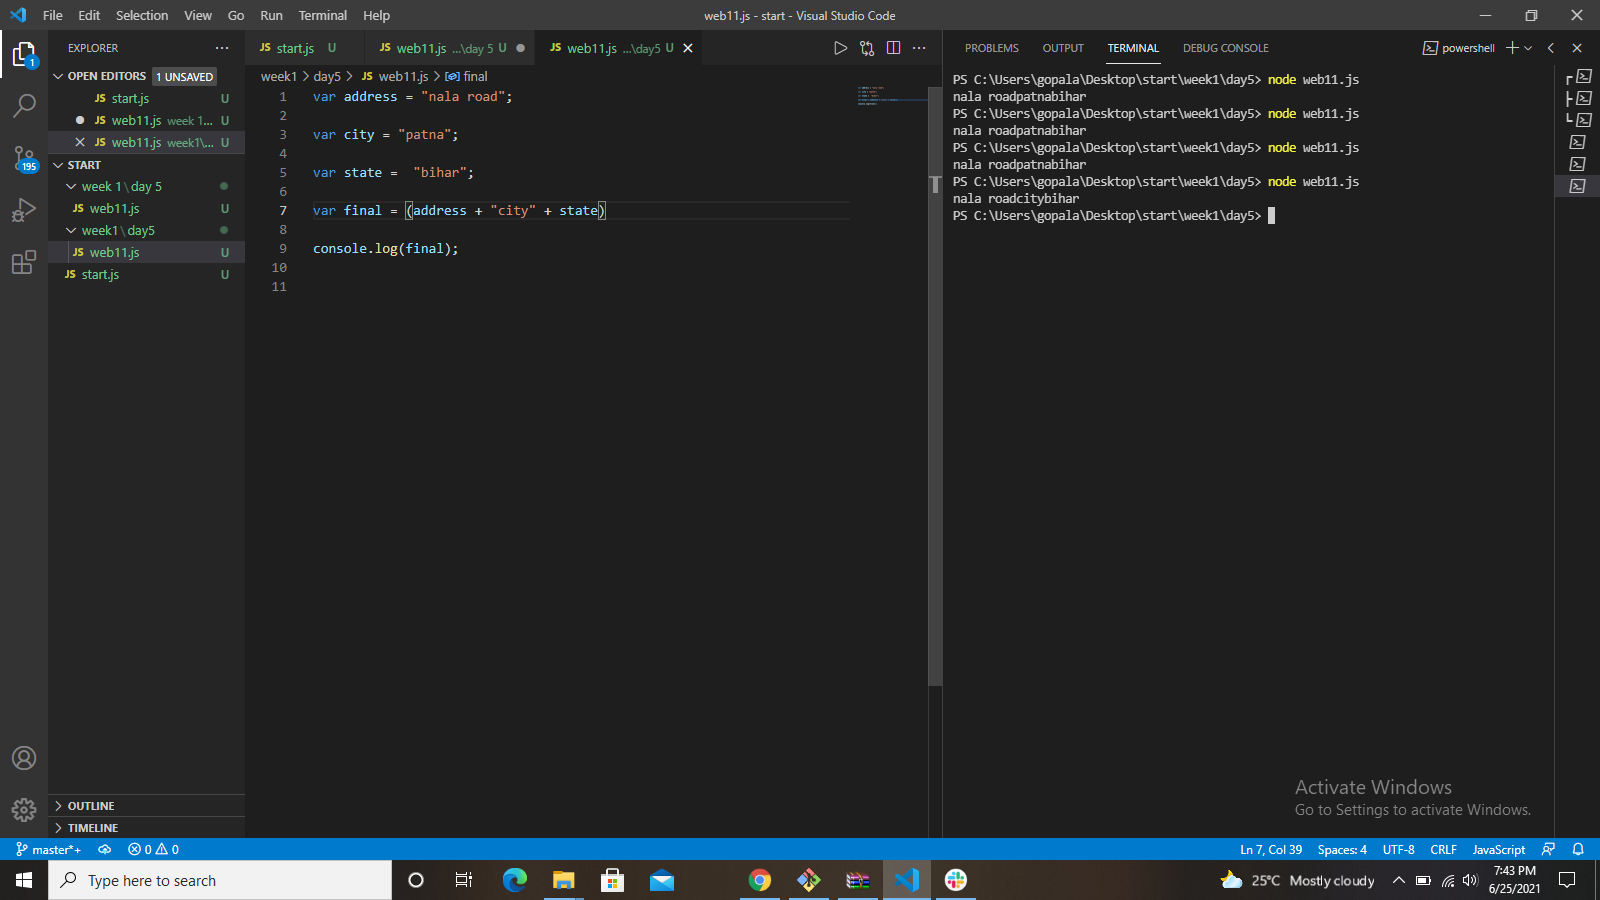 File Edit Selection View Go Run Terminal Help
web11.js - start - Visual Studio Code
EXPLORER
OPEN EDITORS 1 UNSAVED
JS start.js U
JS web11.js week 1... U
JS web11.js week1\... U
START
week 1\day 5
JS web11.js U
week1\day5
JS web11.js U
JS start.js U
OUTLINE
TIMELINE
JS start.js U
JS web11.js ...\day 5 U
JS web11.js ...\day5 U
week1 > day5 > JS web11.js > final
1 var address = "nala road";
2
3 var city = "patna";
4
5 var state =  "bihar";
6
7 var final = (address + "city" + state)
8
9 console.log(final);
10
11
PROBLEMS OUTPUT TERMINAL DEBUG CONSOLE
powershell
PS C:\Users\gopala\Desktop\start\week1\day5> node web11.js
nala roadpatnabihar
PS C:\Users\gopala\Desktop\start\week1\day5> node web11.js
nala roadpatnabihar
PS C:\Users\gopala\Desktop\start\week1\day5> node web11.js
nala roadpatnabihar
PS C:\Users\gopala\Desktop\start\week1\day5> node web11.js
nala roadcitybihar
PS C:\Users\gopala\Desktop\start\week1\day5>
Activate Windows
Go to Settings to activate Windows.
1
195
master*+ 0 0
Ln 7, Col 39 Spaces: 4 UTF-8 CRLF JavaScript
Type here to search
25°C Mostly cloudy
7:43 PM
6/25/2021